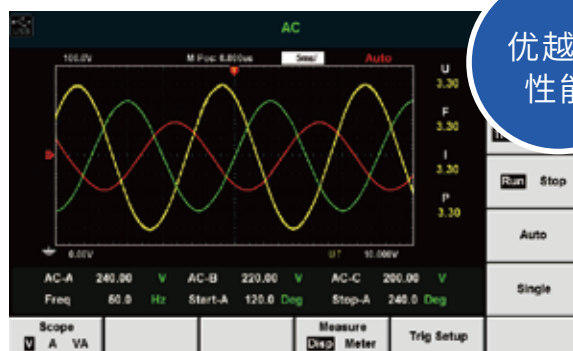 AC
优越
性能
100.0V M Pos: 0.000us 5ms/ Auto
U
3.30
F
3.30
I
3.30
P
3.30
Run Stop
Auto
Single
0.00V 10.000V
AC-A 240.00 V AC-B 220.00 V AC-C 200.00 V
Freq 60.0 Hz Start-A 120.0 Deg Stop-A 240.0 Deg
Scope
V A VA
Measure
Disp Meter
Trig Setup